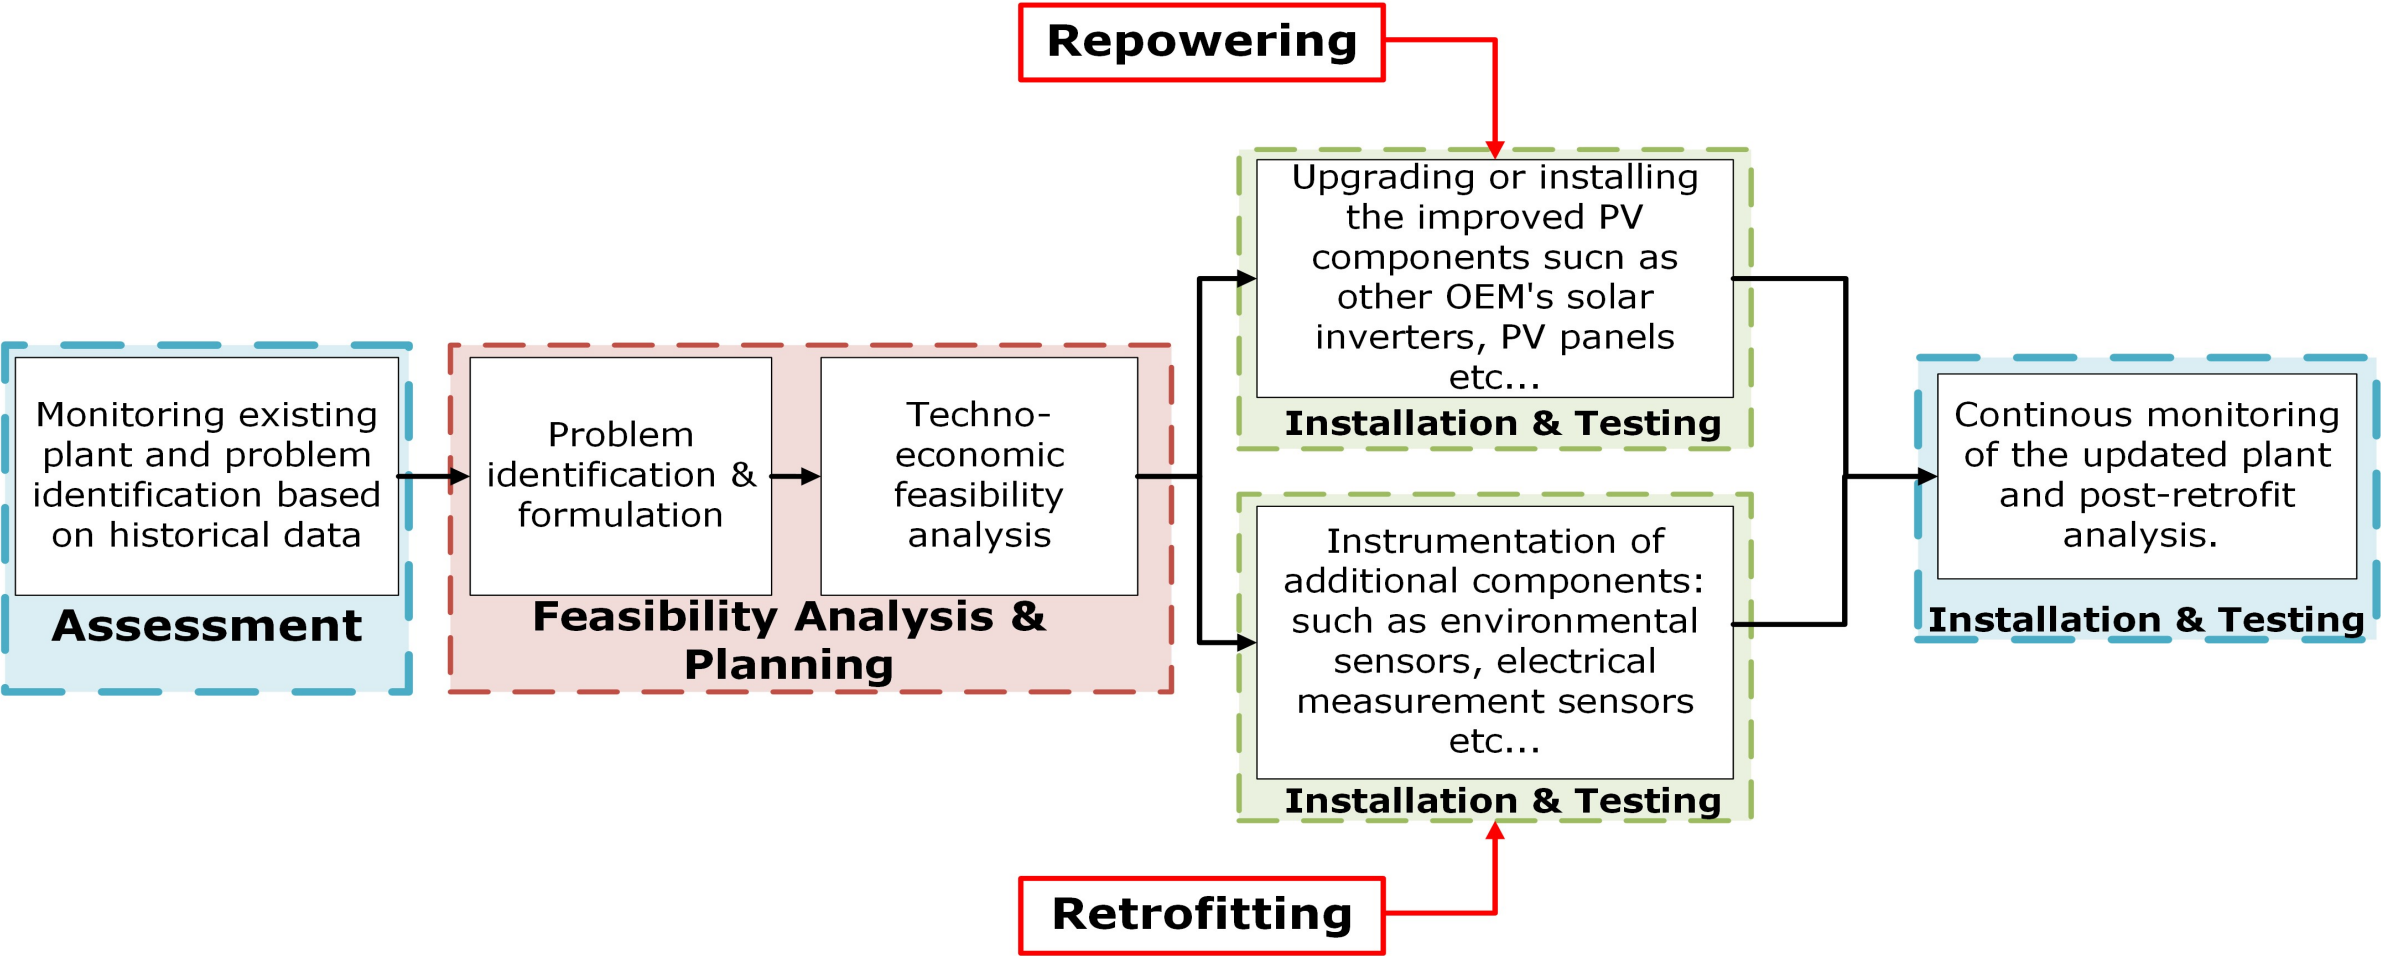 Repowering
Monitoring existing
plant and problem
identification based
on historical data
Assessment
Problem
identification &
formulation
Techno-
economic
feasibility
analysis
Feasibility Analysis &
Planning
Upgrading or installing
the improved PV
components sucn as
other OEM's solar
inverters, PV panels
etc...
Installation & Testing
Instrumentation of
additional components:
such as environmental
sensors, electrical
measurement sensors
etc...
Installation & Testing
Continous monitoring
of the updated plant
and post-retrofit
analysis.
Installation & Testing
Retrofitting